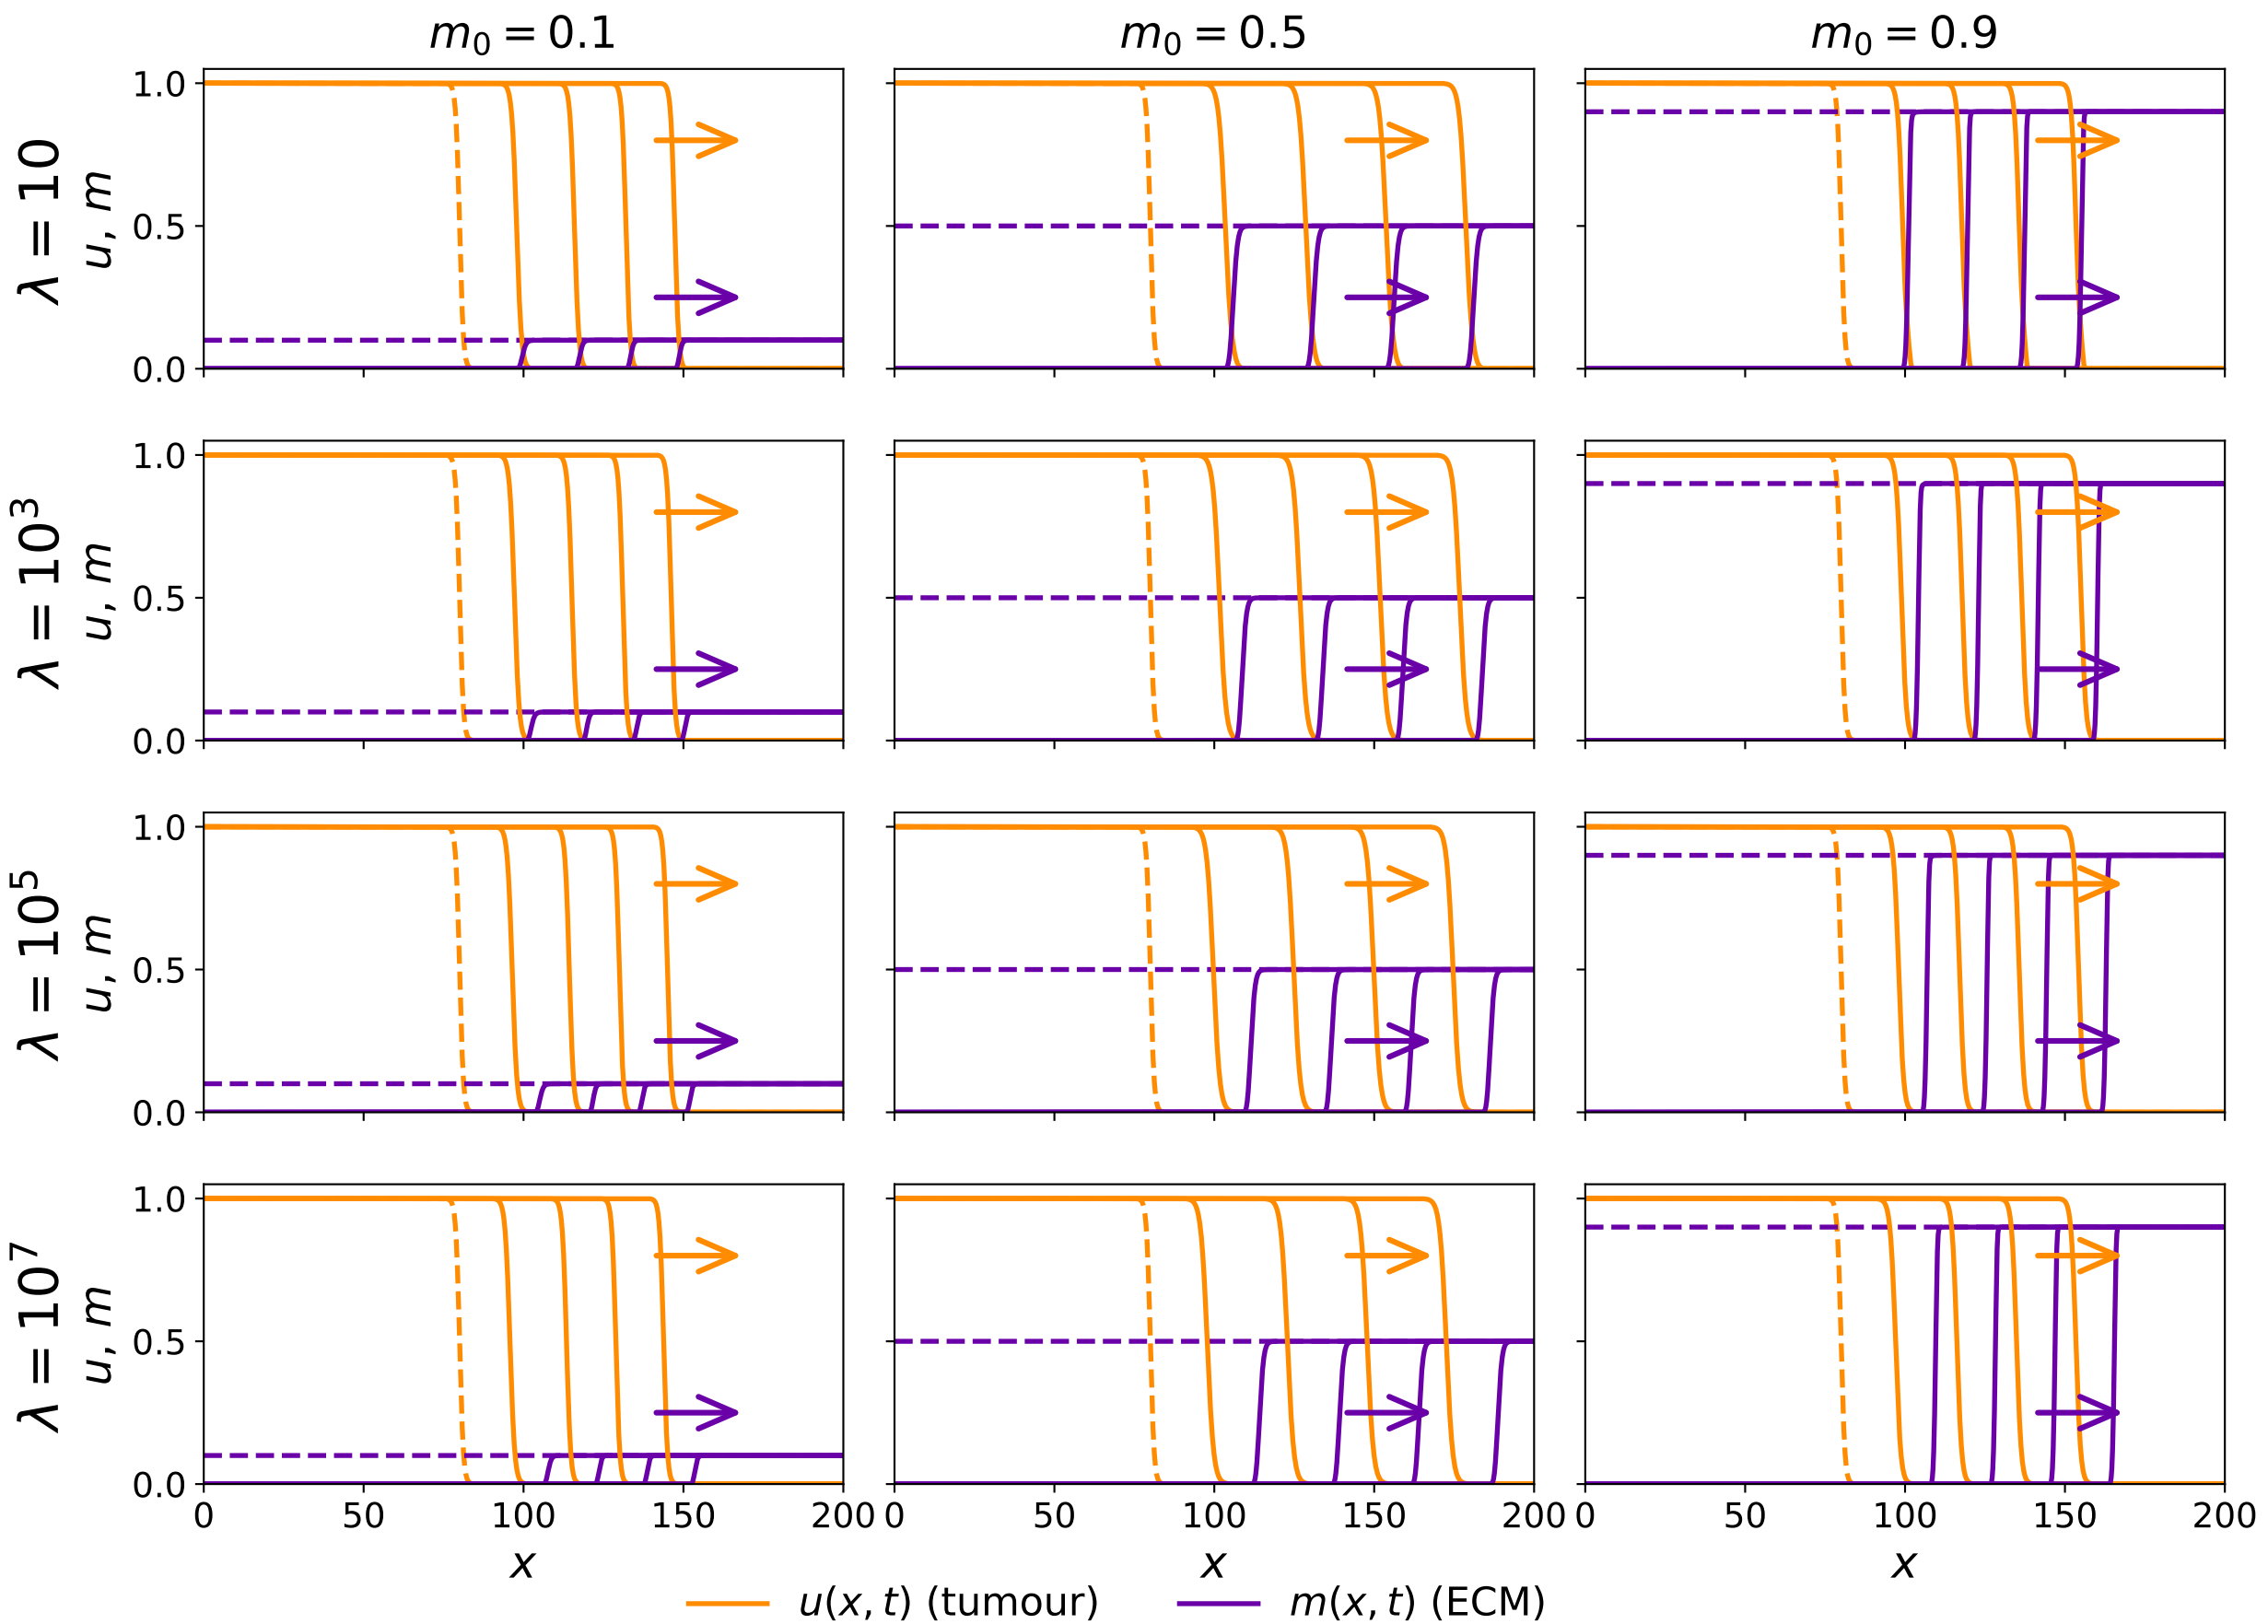 m₀ = 0.1 m₀ = 0.5 m₀ = 0.9
λ = 10
u, m
1.0
0.5
0.0
λ = 10³
u, m
1.0
0.5
0.0
λ = 10⁵
u, m
1.0
0.5
0.0
λ = 10⁷
u, m
1.0
0.5
0.0
0 50 100 150 200 0 50 100 150 200 0 50 100 150 200
x x x
u(x, t) (tumour) m(x, t) (ECM)